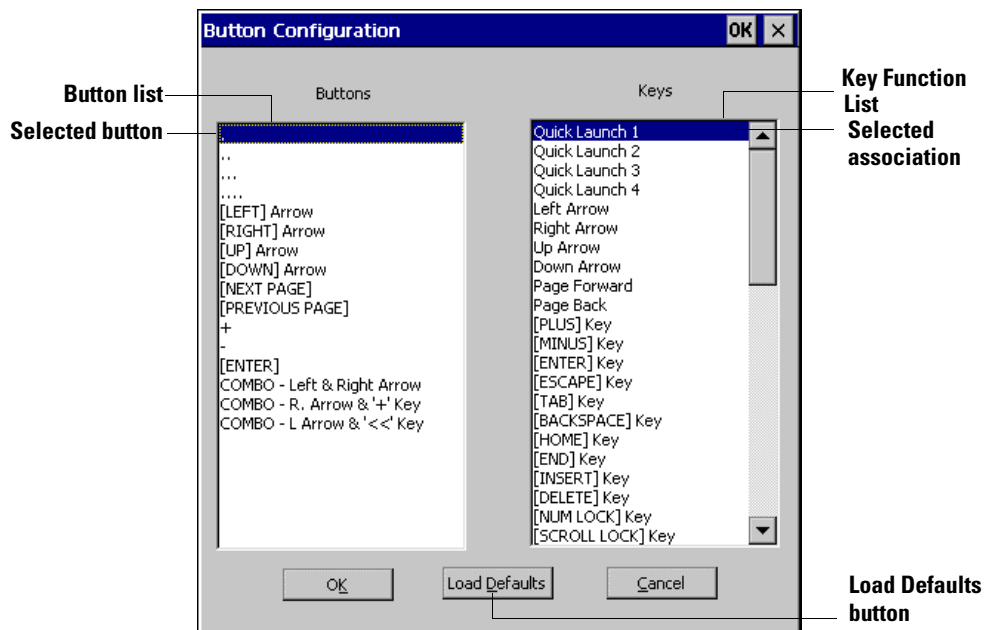 Button Configuration
OK
×
Button list
Selected button
Buttons
.
..
...
....
[LEFT] Arrow
[RIGHT] Arrow
[UP] Arrow
[DOWN] Arrow
[NEXT PAGE]
[PREVIOUS PAGE]
+
-
[ENTER]
COMBO - Left & Right Arrow
COMBO - R. Arrow & '+' Key
COMBO - L Arrow & '<<' Key
Keys
Quick Launch 1
Quick Launch 2
Quick Launch 3
Quick Launch 4
Left Arrow
Right Arrow
Up Arrow
Down Arrow
Page Forward
Page Back
[PLUS] Key
[MINUS] Key
[ENTER] Key
[ESCAPE] Key
[TAB] Key
[BACKSPACE] Key
[HOME] Key
[END] Key
[INSERT] Key
[DELETE] Key
[NUM LOCK] Key
[SCROLL LOCK] Key
Key Function
List
Selected
association
OK
Load Defaults
Cancel
Load Defaults
button